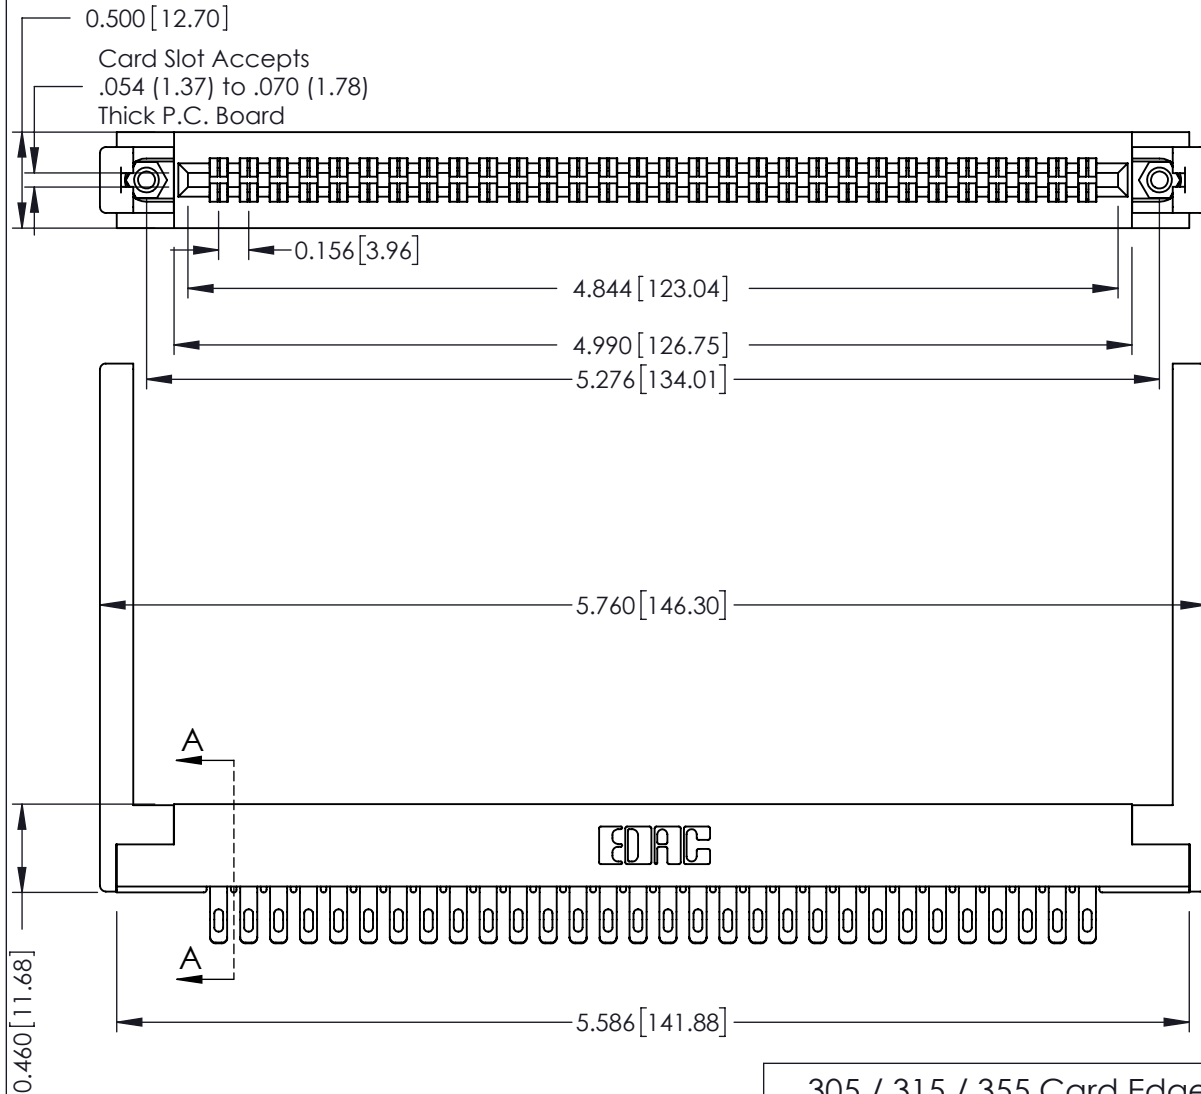 0.500 [12.70]
Card Slot Accepts
.054 (1.37) to .070 (1.78)
Thick P.C. Board
0.156 [3.96]
4.844 [123.04]
4.990 [126.75]
5.276 [134.01]
5.760 [146.30]
A
EDAC
A
0.460 [11.68]
5.586 [141.88]
305 / 315 / 355 Card Edge